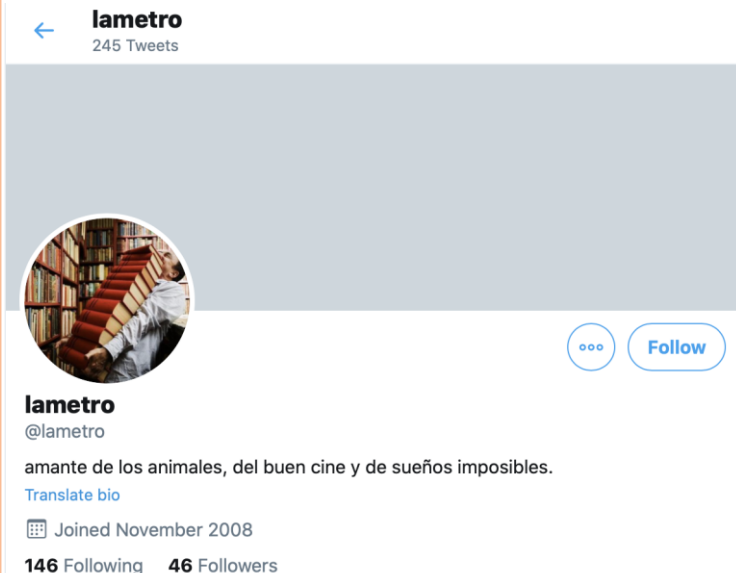 lametro
245 Tweets
Follow
lametro
@lametro
amante de los animales, del buen cine y de sueños imposibles.
Translate bio
Joined November 2008
146 Following 46 Followers